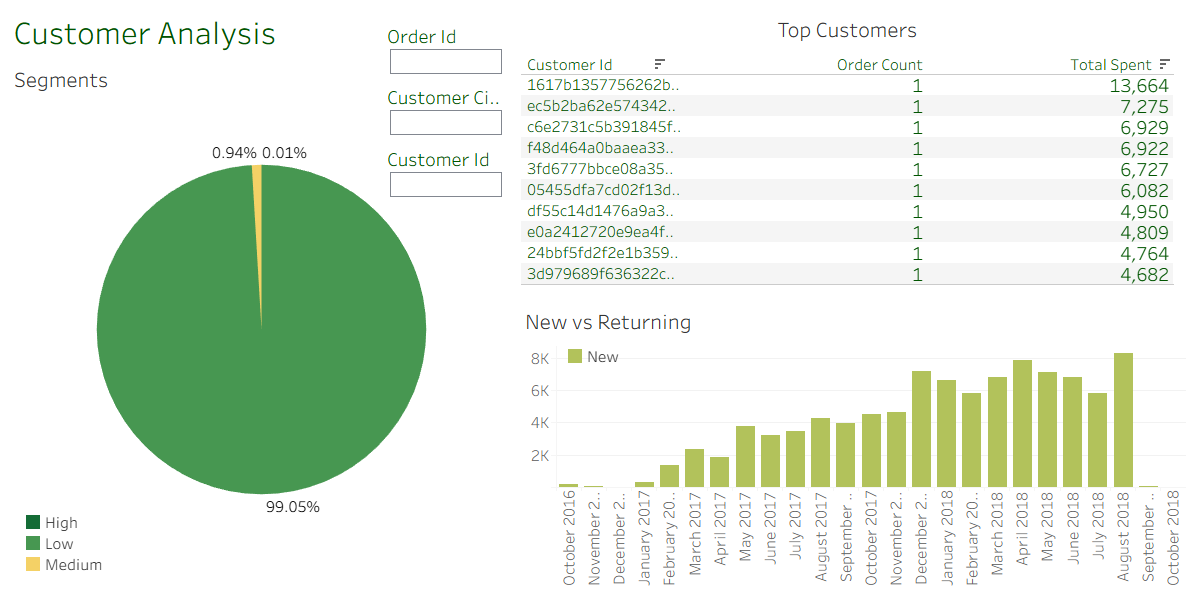 Customer Analysis
Segments
0.94% 0.01%
99.05%
High
Low
Medium
Order Id
Customer Ci..
Customer Id
Top Customers
Customer Id Order Count Total Spent
1617b1357756262b.. 1 13,664
ec5b2ba62e574342.. 1 7,275
c6e2731c5b391845f.. 1 6,929
f48d464a0baaea33.. 1 6,922
3fd6777bbce08a35.. 1 6,727
05455dfa7cd02f13d.. 1 6,082
df55c14d1476a9a3.. 1 4,950
e0a2412720e9ea4f.. 1 4,809
24bbf5fd2f2e1b359.. 1 4,764
3d979689f636322c.. 1 4,682
New vs Returning
New
8K
6K
4K
2K
October 2016
November 2..
December 2..
January 2017
February 20..
March 2017
April 2017
May 2017
June 2017
July 2017
August 2017
September ..
October 2017
November 2..
December 2..
January 2018
February 20..
March 2018
April 2018
May 2018
June 2018
July 2018
August 2018
September ..
October 2018